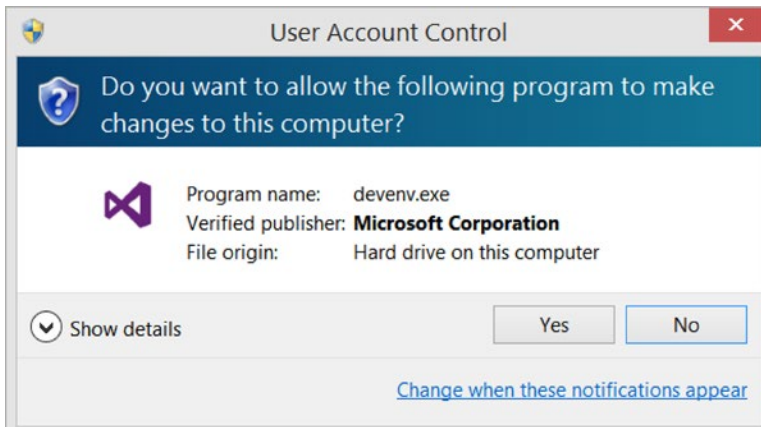 User Account Control
Do you want to allow the following program to make
changes to this computer?
Program name: devenv.exe
Verified publisher: Microsoft Corporation
File origin: Hard drive on this computer
Show details
Yes
No
Change when these notifications appear